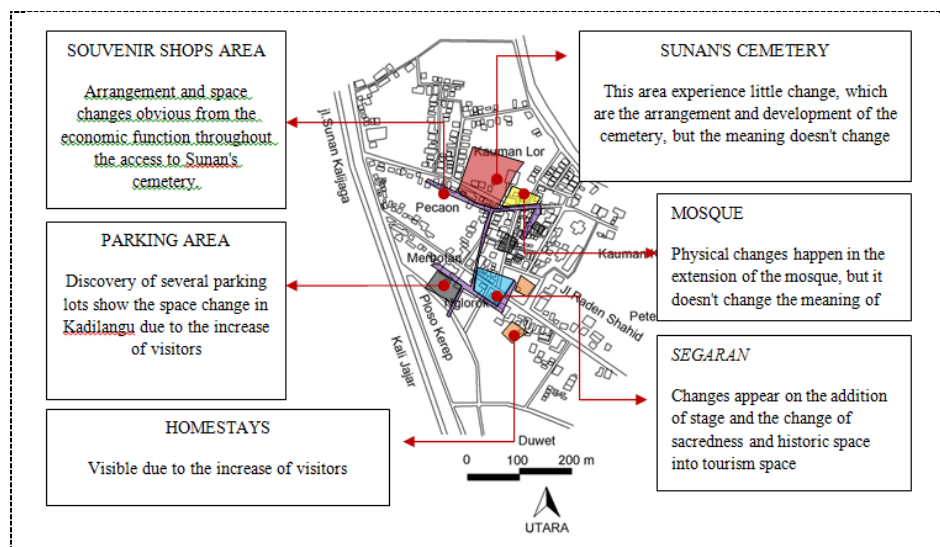 SOUVENIR SHOPS AREA
Arrangement and space
changes obvious from the
economic function throughout
the access to Sunan's
cemetery.
PARKING AREA
Discovery of several parking
lots show the space change in
Kadilangu due to the increase
of visitors
HOMESTAYS
Visible due to the increase of visitors
SUNAN'S CEMETERY
This area experience little change, which
are the arrangement and development of the
cemetery, but the meaning doesn't change
MOSQUE
Physical changes happen in the
extension of the mosque, but it
doesn't change the meaning of
SEGARAN
Changes appear on the addition
of stage and the change of
sacredness and historic space
into tourism space
jl.Sunan Kalijaga
Kauman Lor
Pecaon
Kauman
Merbotan
Nglorok
Jl Raden Shahid
Pete
Ploso Kerep
Kali Jajar
Duwet
0 100 200 m
UTARA